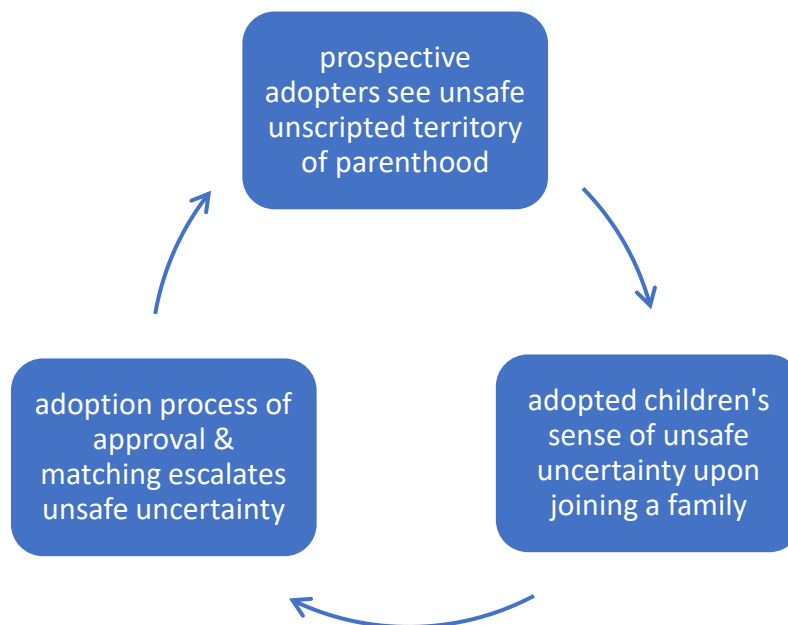 prospective
adopters see unsafe
unscripted territory
of parenthood
adopted children's
sense of unsafe
uncertainty upon
joining a family
adoption process of
approval &
matching escalates
unsafe uncertainty